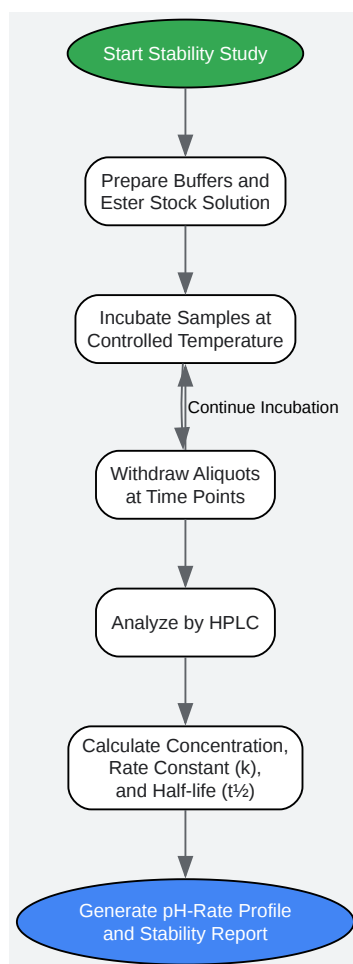 Start Stability Study
Prepare Buffers and
Ester Stock Solution
Incubate Samples at
Controlled Temperature
Continue Incubation
Withdraw Aliquots
at Time Points
Analyze by HPLC
Calculate Concentration,
Rate Constant (k),
and Half-life (t½)
Generate pH-Rate Profile
and Stability Report